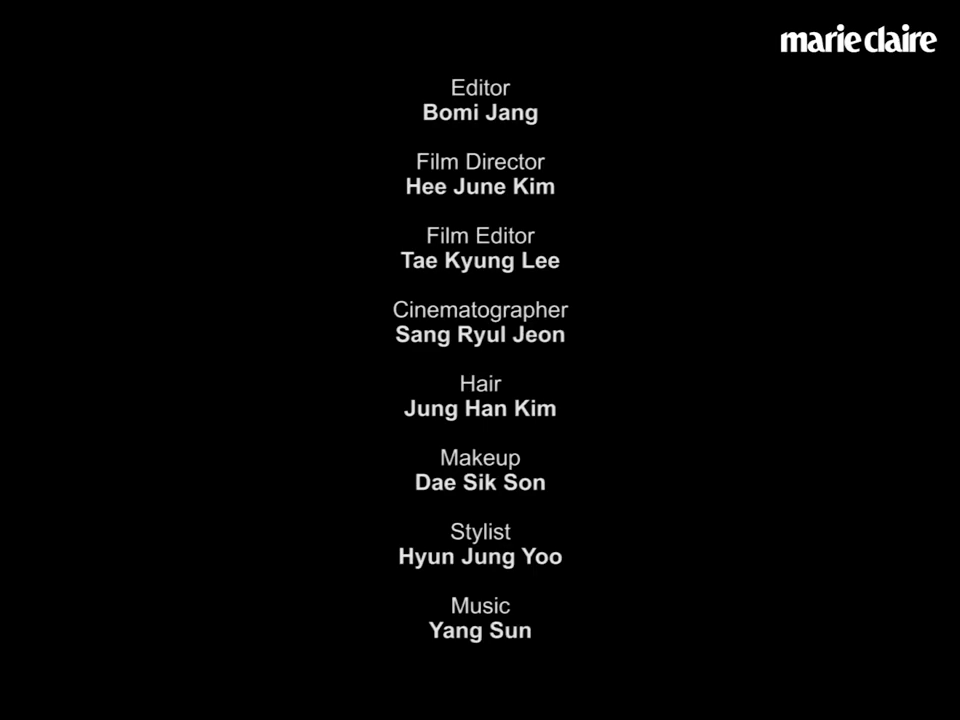 marie claire
Editor
Bomi Jang
Film Director
Hee June Kim
Film Editor
Tae Kyung Lee
Cinematographer
Sang Ryul Jeon
Hair
Jung Han Kim
Makeup
Dae Sik Son
Stylist
Hyun Jung Yoo
Music
Yang Sun